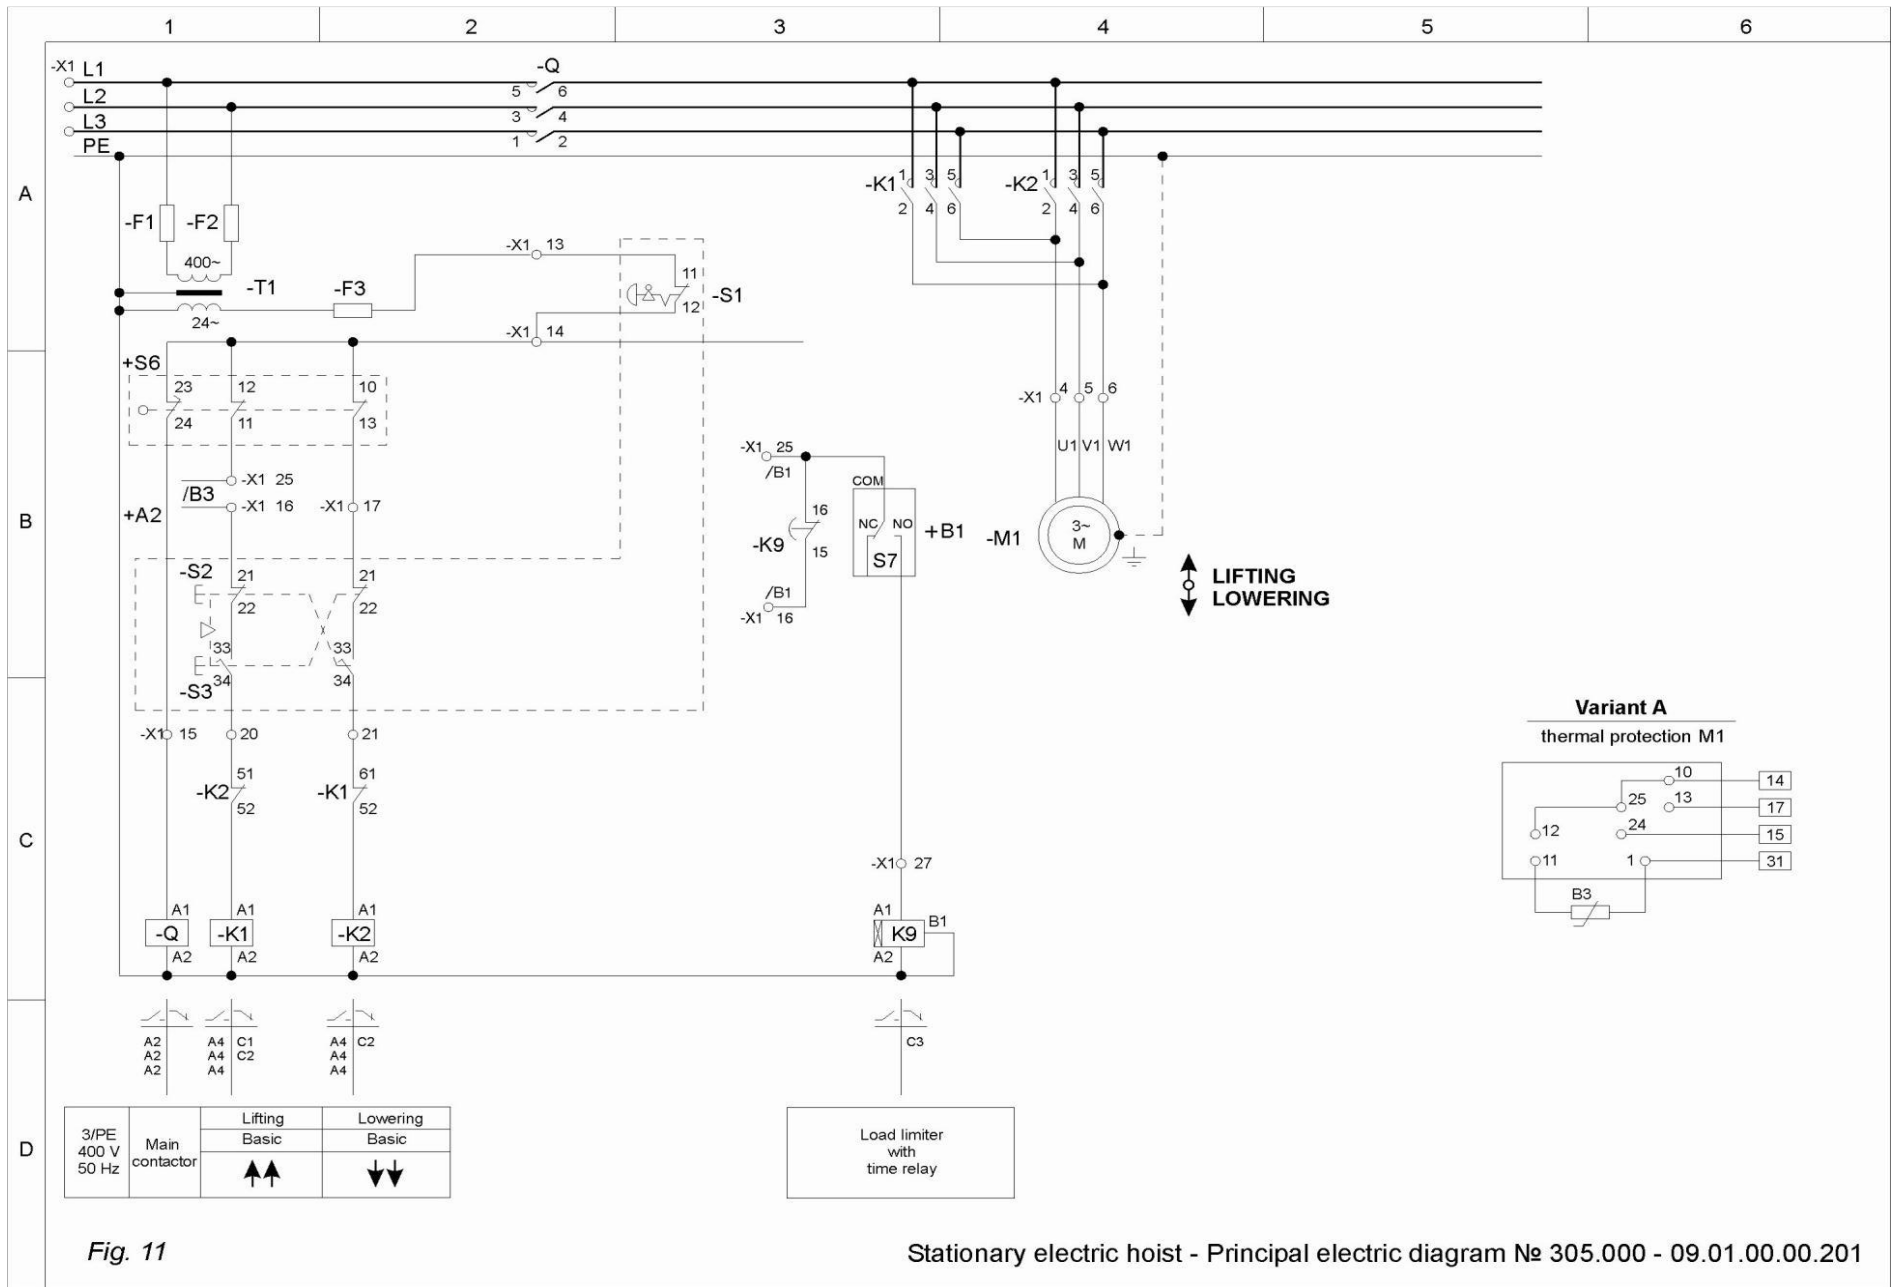 1 2 3 4 5 6
-X1 L1 -Q
5 6
L2
3 4
L3
1 2
PE
A
-K1 1 3 5 -K2 1 3 5
2 4 6 2 4 6
-F1 -F2
-X1 13
400~
11
-T1 -F3 -S1
12
24~
-X1 14
+S6
23 12 10
24 11 13
-X1 4 5 6
U1 V1 W1
-X1 25
/B1
-X1 25
/B3
COM
-X1 16 -X1 17
+A2
B
16
NC NO +B1
-K9
15
S7
3~
M
-M1
-S2 21 21
22 22
/B1
-X1 16
LIFTING
LOWERING
33 33
34 34
-S3
-X1 15 20 21
51 61
-K2 -K1
52 52
Variant A
thermal protection M1
10 14
25 13 17
12 24 15
11 1 31
B3
C
-X1 27
A1 A1 A1 A1 B1
-Q -K1 -K2 K9
A2 A2 A2 A2
A2 A4 C1 A4 C2 C3
A2 A4 C2 A4
A2 A4 A4
D
3/PE
400 V
50 Hz
Main
contactor
Lifting
Basic
Lowering
Basic
Load limiter
with
time relay
Fig. 11
Stationary electric hoist - Principal electric diagram № 305.000 - 09.01.00.00.201